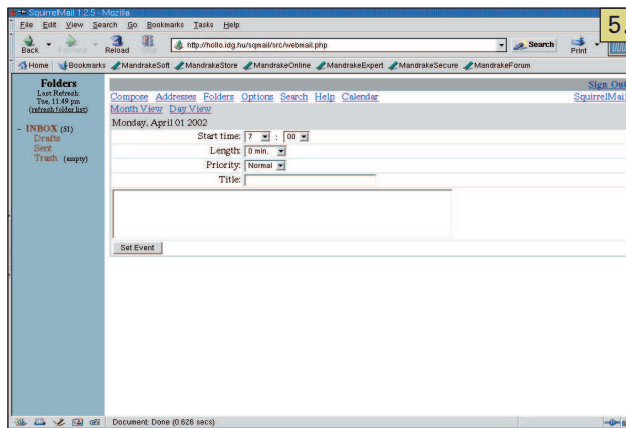 SquirrelMail 1.2.5 - Mozilla
5.
File Edit View Search Go Bookmarks Tasks Help
Back Reload http://hollo.idg.hu/sqmail/src/webmail.php Search Print
Home Bookmarks MandrakeSoft MandrakeStore MandrakeOnline MandrakeExpert MandrakeSecure MandrakeForum
Folders
Last Refresh:
Tue, 11:49 pm
(refresh folder list)
- INBOX (51)
Drafts
Sent
Trash (empty)
Sign Out
Compose Addresses Folders Options Search Help Calendar SquirrelMail
Month View Day View
Monday, April 01 2002
Start time: 7 : 00
Length: 0 min.
Priority: Normal
Title:
Set Event
Document: Done (0.626 secs)